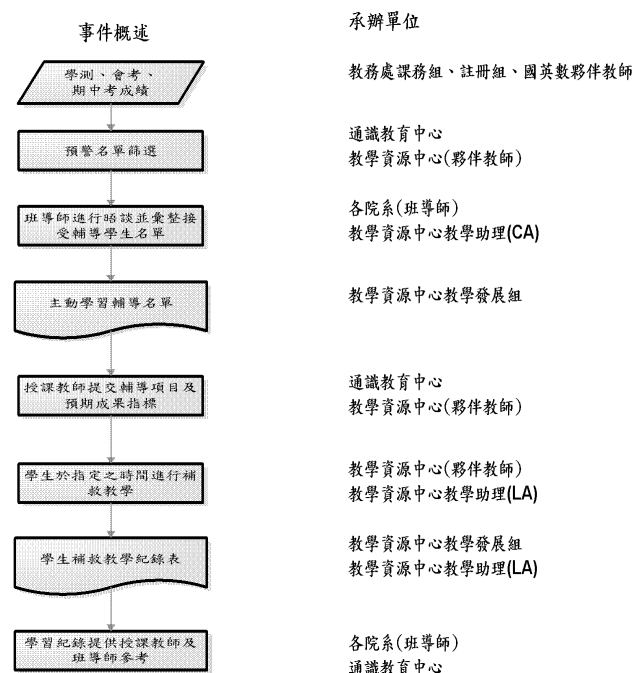 事件概述
承辦單位
學測、會考、
期中考成績
教務處課務組、註冊組、國英數夥伴教師
預警名單篩選
通識教育中心
教學資源中心(夥伴教師)
班導師進行晤談並彙整接
受輔導學生名單
各院系(班導師)
教學資源中心教學助理(CA)
主動學習輔導名單
教學資源中心教學發展組
授課教師提交輔導項目及
預期成果指標
通識教育中心
教學資源中心(夥伴教師)
學生於指定之時間進行補
救教學
教學資源中心(夥伴教師)
教學資源中心教學助理(LA)
學生補救教學紀錄表
教學資源中心教學發展組
教學資源中心教學助理(LA)
學習紀錄提供授課教師及
班導師參考
各院系(班導師)
通識教育中心